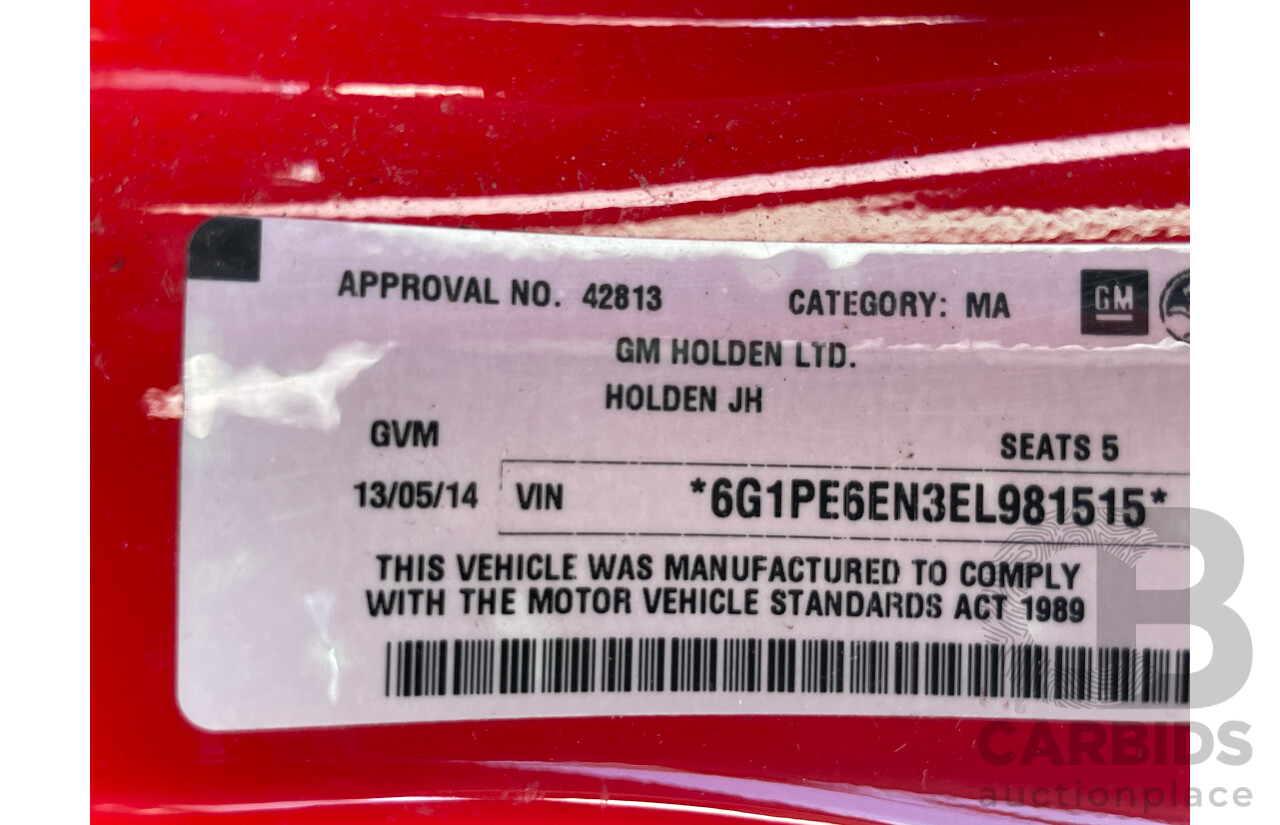 APPROVAL NO. 42813 CATEGORY: MA GM
GM HOLDEN LTD.
HOLDEN JH
GVM SEATS 5
13/05/14 VIN *6G1PE6EN3EL981515*
THIS VEHICLE WAS MANUFACTURED TO COMPLY
WITH THE MOTOR VEHICLE STANDARDS ACT 1989
B
CARBIDS
auctionplace